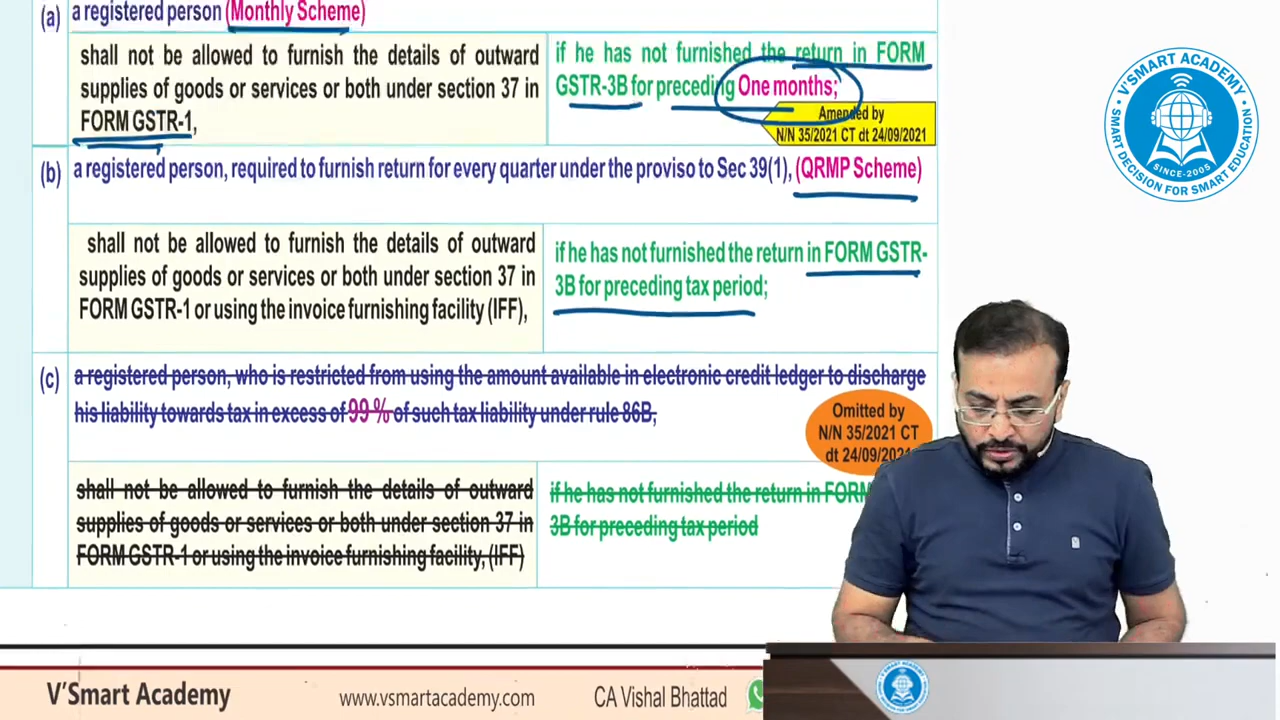 (a) a registered person (Monthly Scheme)
shall not be allowed to furnish the details of outward
supplies of goods or services or both under section 37 in
FORM GSTR-1,
if he has not furnished the return in FORM
GSTR-3B for preceding One months;
Amended by
N/N 35/2021 CT dt 24/09/2021
(b) a registered person, required to furnish return for every quarter under the proviso to Sec 39(1), (QRMP Scheme)
shall not be allowed to furnish the details of outward
supplies of goods or services or both under section 37 in
FORM GSTR-1 or using the invoice furnishing facility (IFF),
if he has not furnished the return in FORM GSTR-
3B for preceding tax period;
(c) a registered person, who is restricted from using the amount available in electronic credit ledger to discharge
his liability towards tax in excess of 99 % of such tax liability under rule 86B,
Omitted by
N/N 35/2021 CT
dt 24/09/2021
shall not be allowed to furnish the details of outward
supplies of goods or services or both under section 37 in
FORM GSTR-1 or using the invoice furnishing facility, (IFF)
if he has not furnished the return in FORM
3B for preceding tax period
V'SMART ACADEMY
SMART DECISION FOR SMART EDUCATION
SINCE-2005
V'Smart Academy
www.vsmartacademy.com
CA Vishal Bhattad